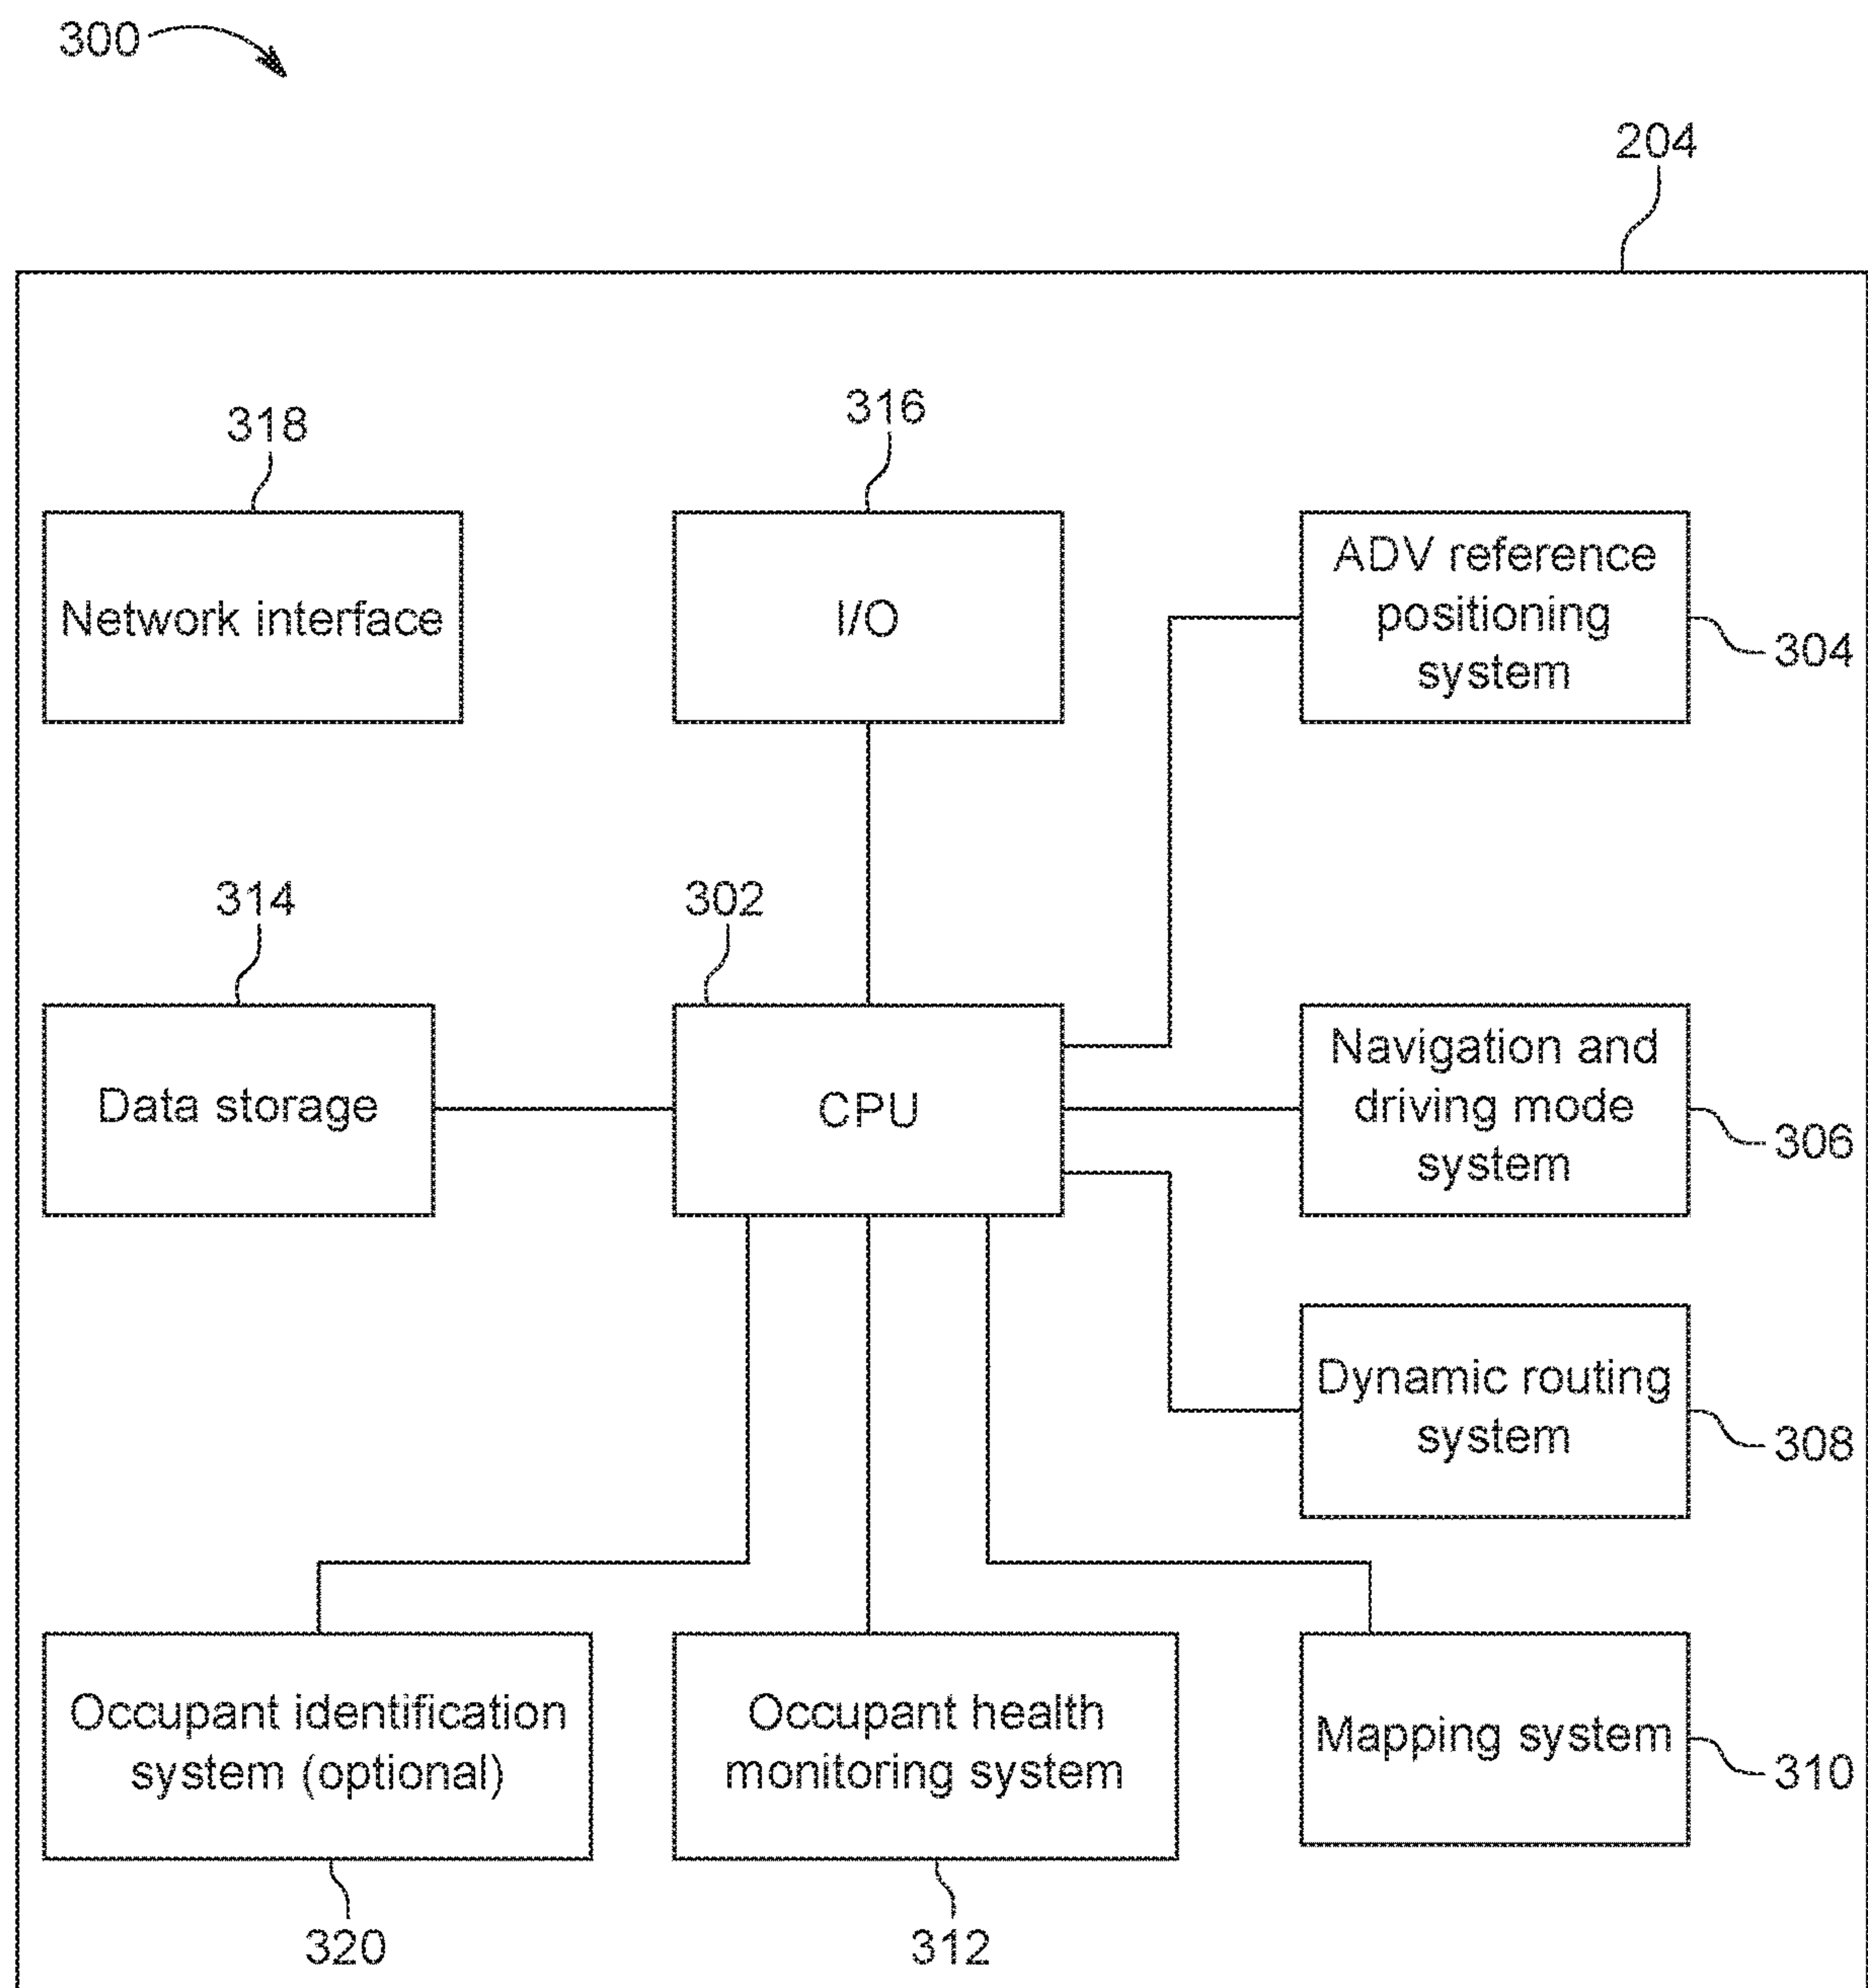 300
204
318
316
Network interface
I/O
ADV reference
positioning
system
304
314
302
Data storage
CPU
Navigation and
driving mode
system
306
Dynamic routing
system
308
Occupant identification
system (optional)
Occupant health
monitoring system
Mapping system
310
320
312